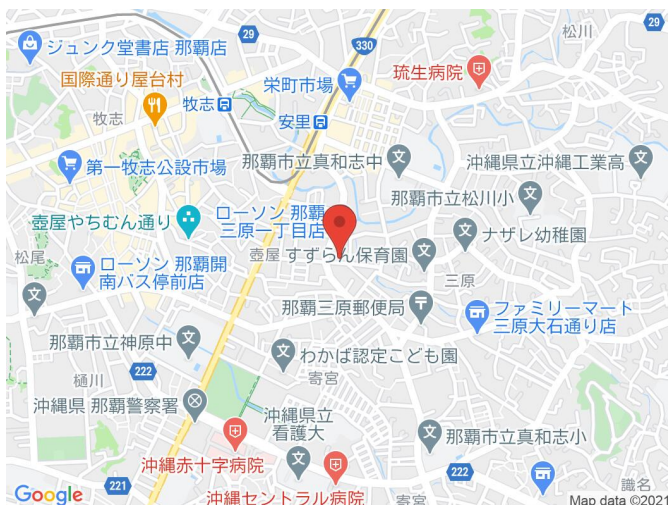 松川
29
29
ジュンク堂書店 那覇店
330
国際通り屋台村
栄町市場
琉生病院
牧志
牧志
安里
那覇市立真和志中
沖縄県立沖縄工業高
第一牧志公設市場
那覇市立松川小
壺屋やちむん通り
ローソン 那覇
三原一丁目店
ナザレ幼稚園
松尾
壺屋
すずらん保育園
ローソン 那覇開
南バス停前店
三原
那覇三原郵便局
ファミリーマート
三原大石通り店
那覇市立神原中
わかば認定こども園
222
樋川
寄宮
沖縄県 那覇警察署
沖縄県立
看護大
那覇市立真和志小
沖縄赤十字病院
222
識名
Google
221
沖縄セントラル病院
寄宮
Map data ©2021